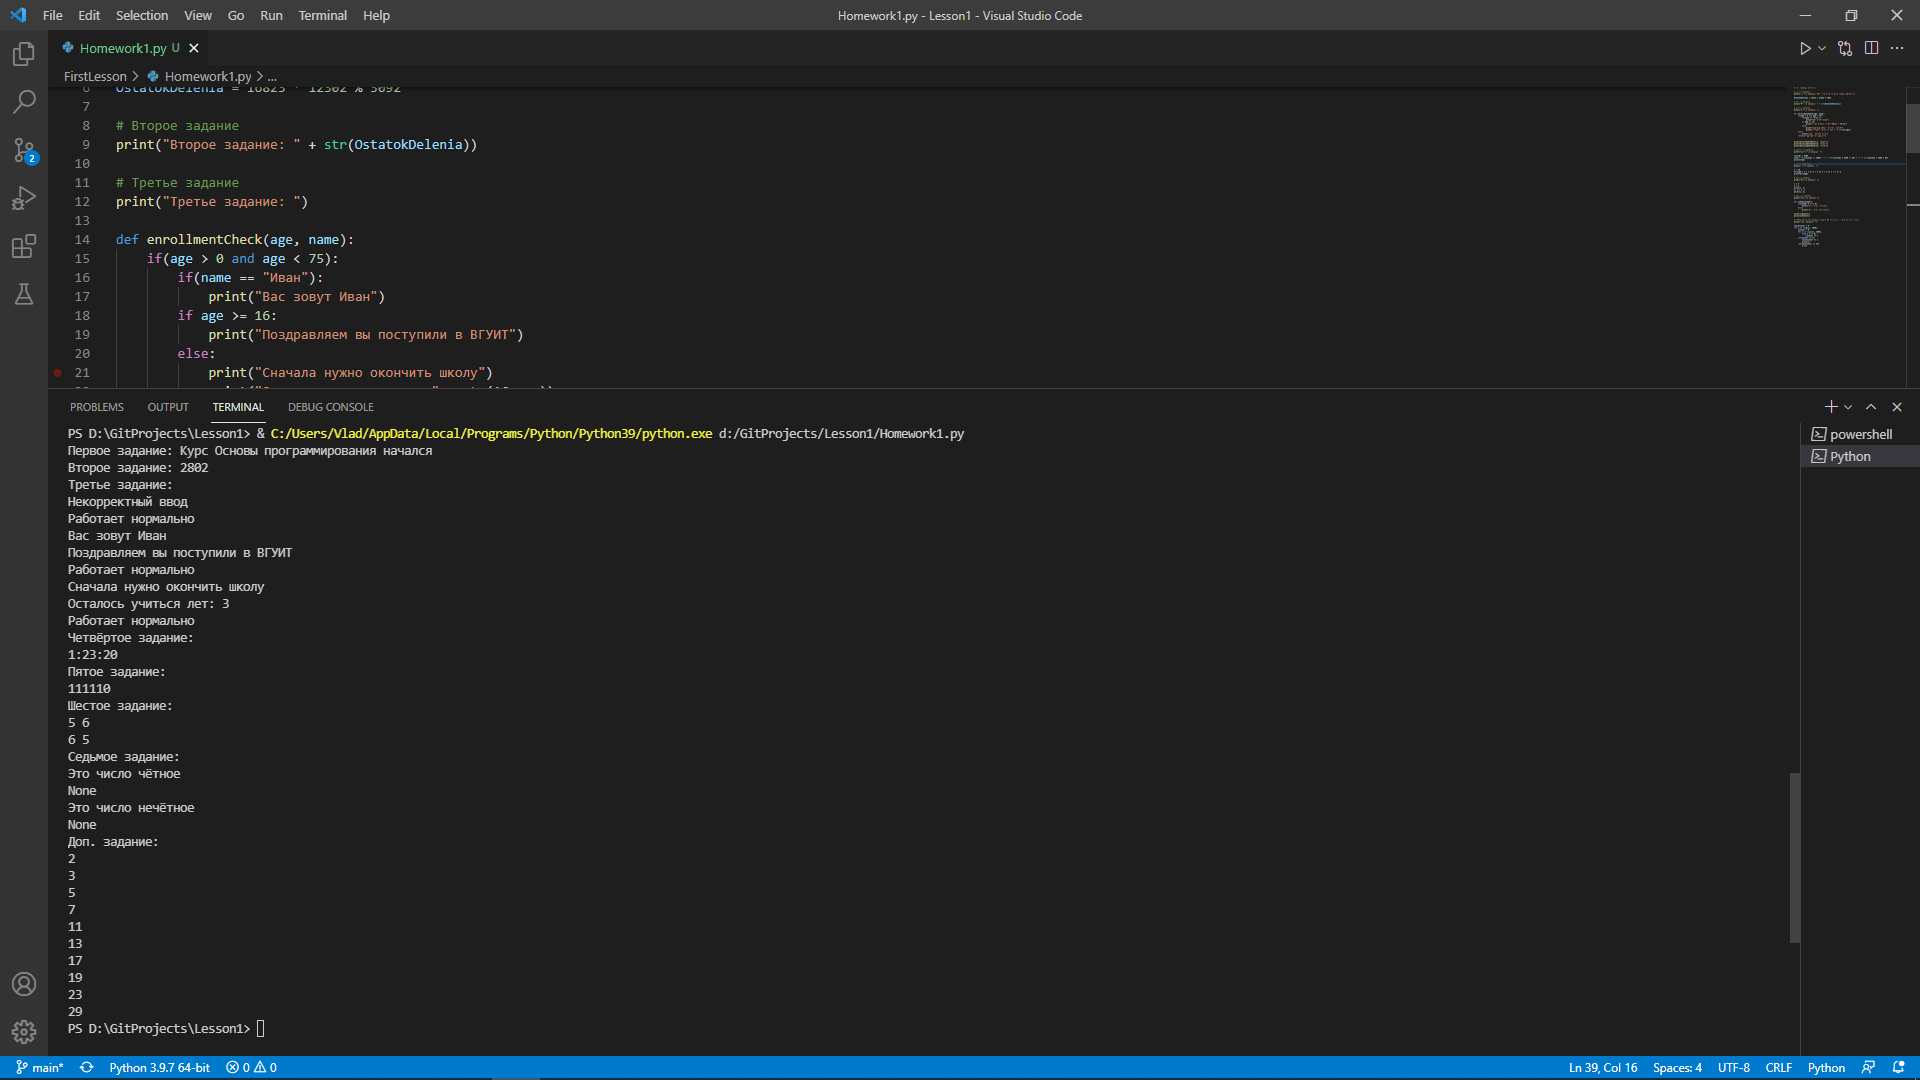 File Edit Selection View Go Run Terminal Help
Homework1.py - Lesson1 - Visual Studio Code
Homework1.py U
FirstLesson > Homework1.py > ...
6 OstatokDelenia = 16823 * 12302 % 3092
7
8 # Второе задание
9 print("Второе задание: " + str(OstatokDelenia))
10
11 # Третье задание
12 print("Третье задание: ")
13
14 def enrollmentCheck(age, name):
15 if(age > 0 and age < 75):
16 if(name == "Иван"):
17 print("Вас зовут Иван")
18 if age >= 16:
19 print("Поздравляем вы поступили в ВГУИТ")
20 else:
21 print("Сначала нужно окончить школу")
2
PROBLEMS OUTPUT TERMINAL DEBUG CONSOLE
PS D:\GitProjects\Lesson1> & C:/Users/Vlad/AppData/Local/Programs/Python/Python39/python.exe d:/GitProjects/Lesson1/Homework1.py
Первое задание: Курс Основы программирования начался
Второе задание: 2802
Третье задание:
Некорректный ввод
Работает нормально
Вас зовут Иван
Поздравляем вы поступили в ВГУИТ
Работает нормально
Сначала нужно окончить школу
Осталось учиться лет: 3
Работает нормально
Четвёртое задание:
1:23:20
Пятое задание:
111110
Шестое задание:
5 6
6 5
Седьмое задание:
Это число чётное
None
Это число нечётное
None
Доп. задание:
2
3
5
7
11
13
17
19
23
29
PS D:\GitProjects\Lesson1>
powershell
Python
main* Python 3.9.7 64-bit 0 0
Ln 39, Col 16 Spaces: 4 UTF-8 CRLF Python